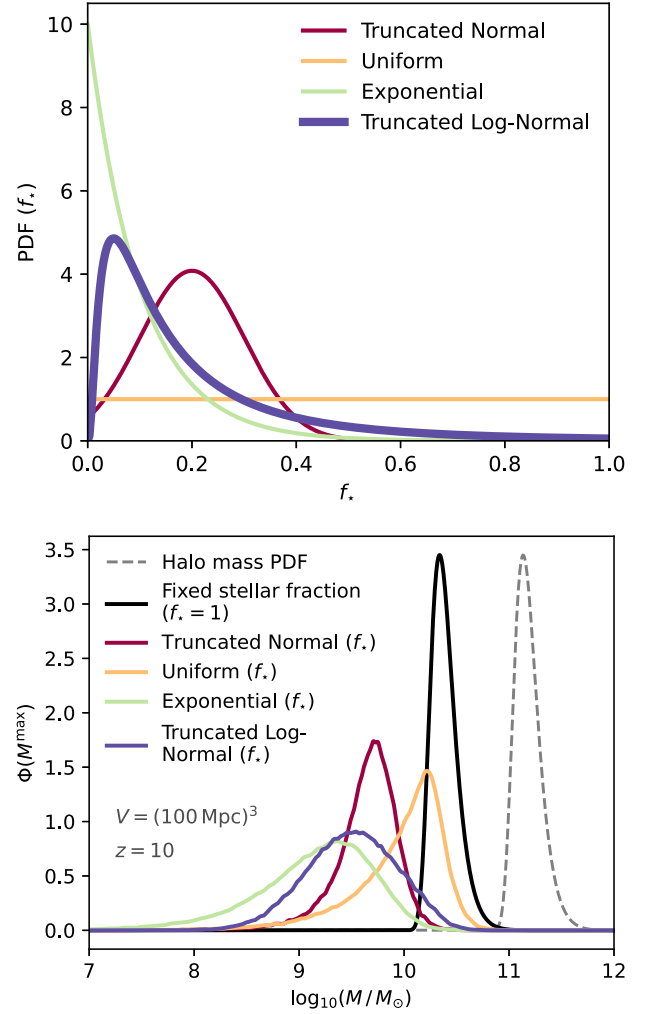 10
8
6
4
2
0
PDF (f⋆)
Truncated Normal
Uniform
Exponential
Truncated Log-Normal
0.0 0.2 0.4 0.6 0.8 1.0
f⋆
3.5
3.0
2.5
2.0
1.5
1.0
0.5
0.0
Φ(M^max)
Halo mass PDF
Fixed stellar fraction
(f⋆ = 1)
Truncated Normal (f⋆)
Uniform (f⋆)
Exponential (f⋆)
Truncated Log-
Normal (f⋆)
V = (100 Mpc)³
z = 10
7 8 9 10 11 12
log₁₀(M / M⊙)